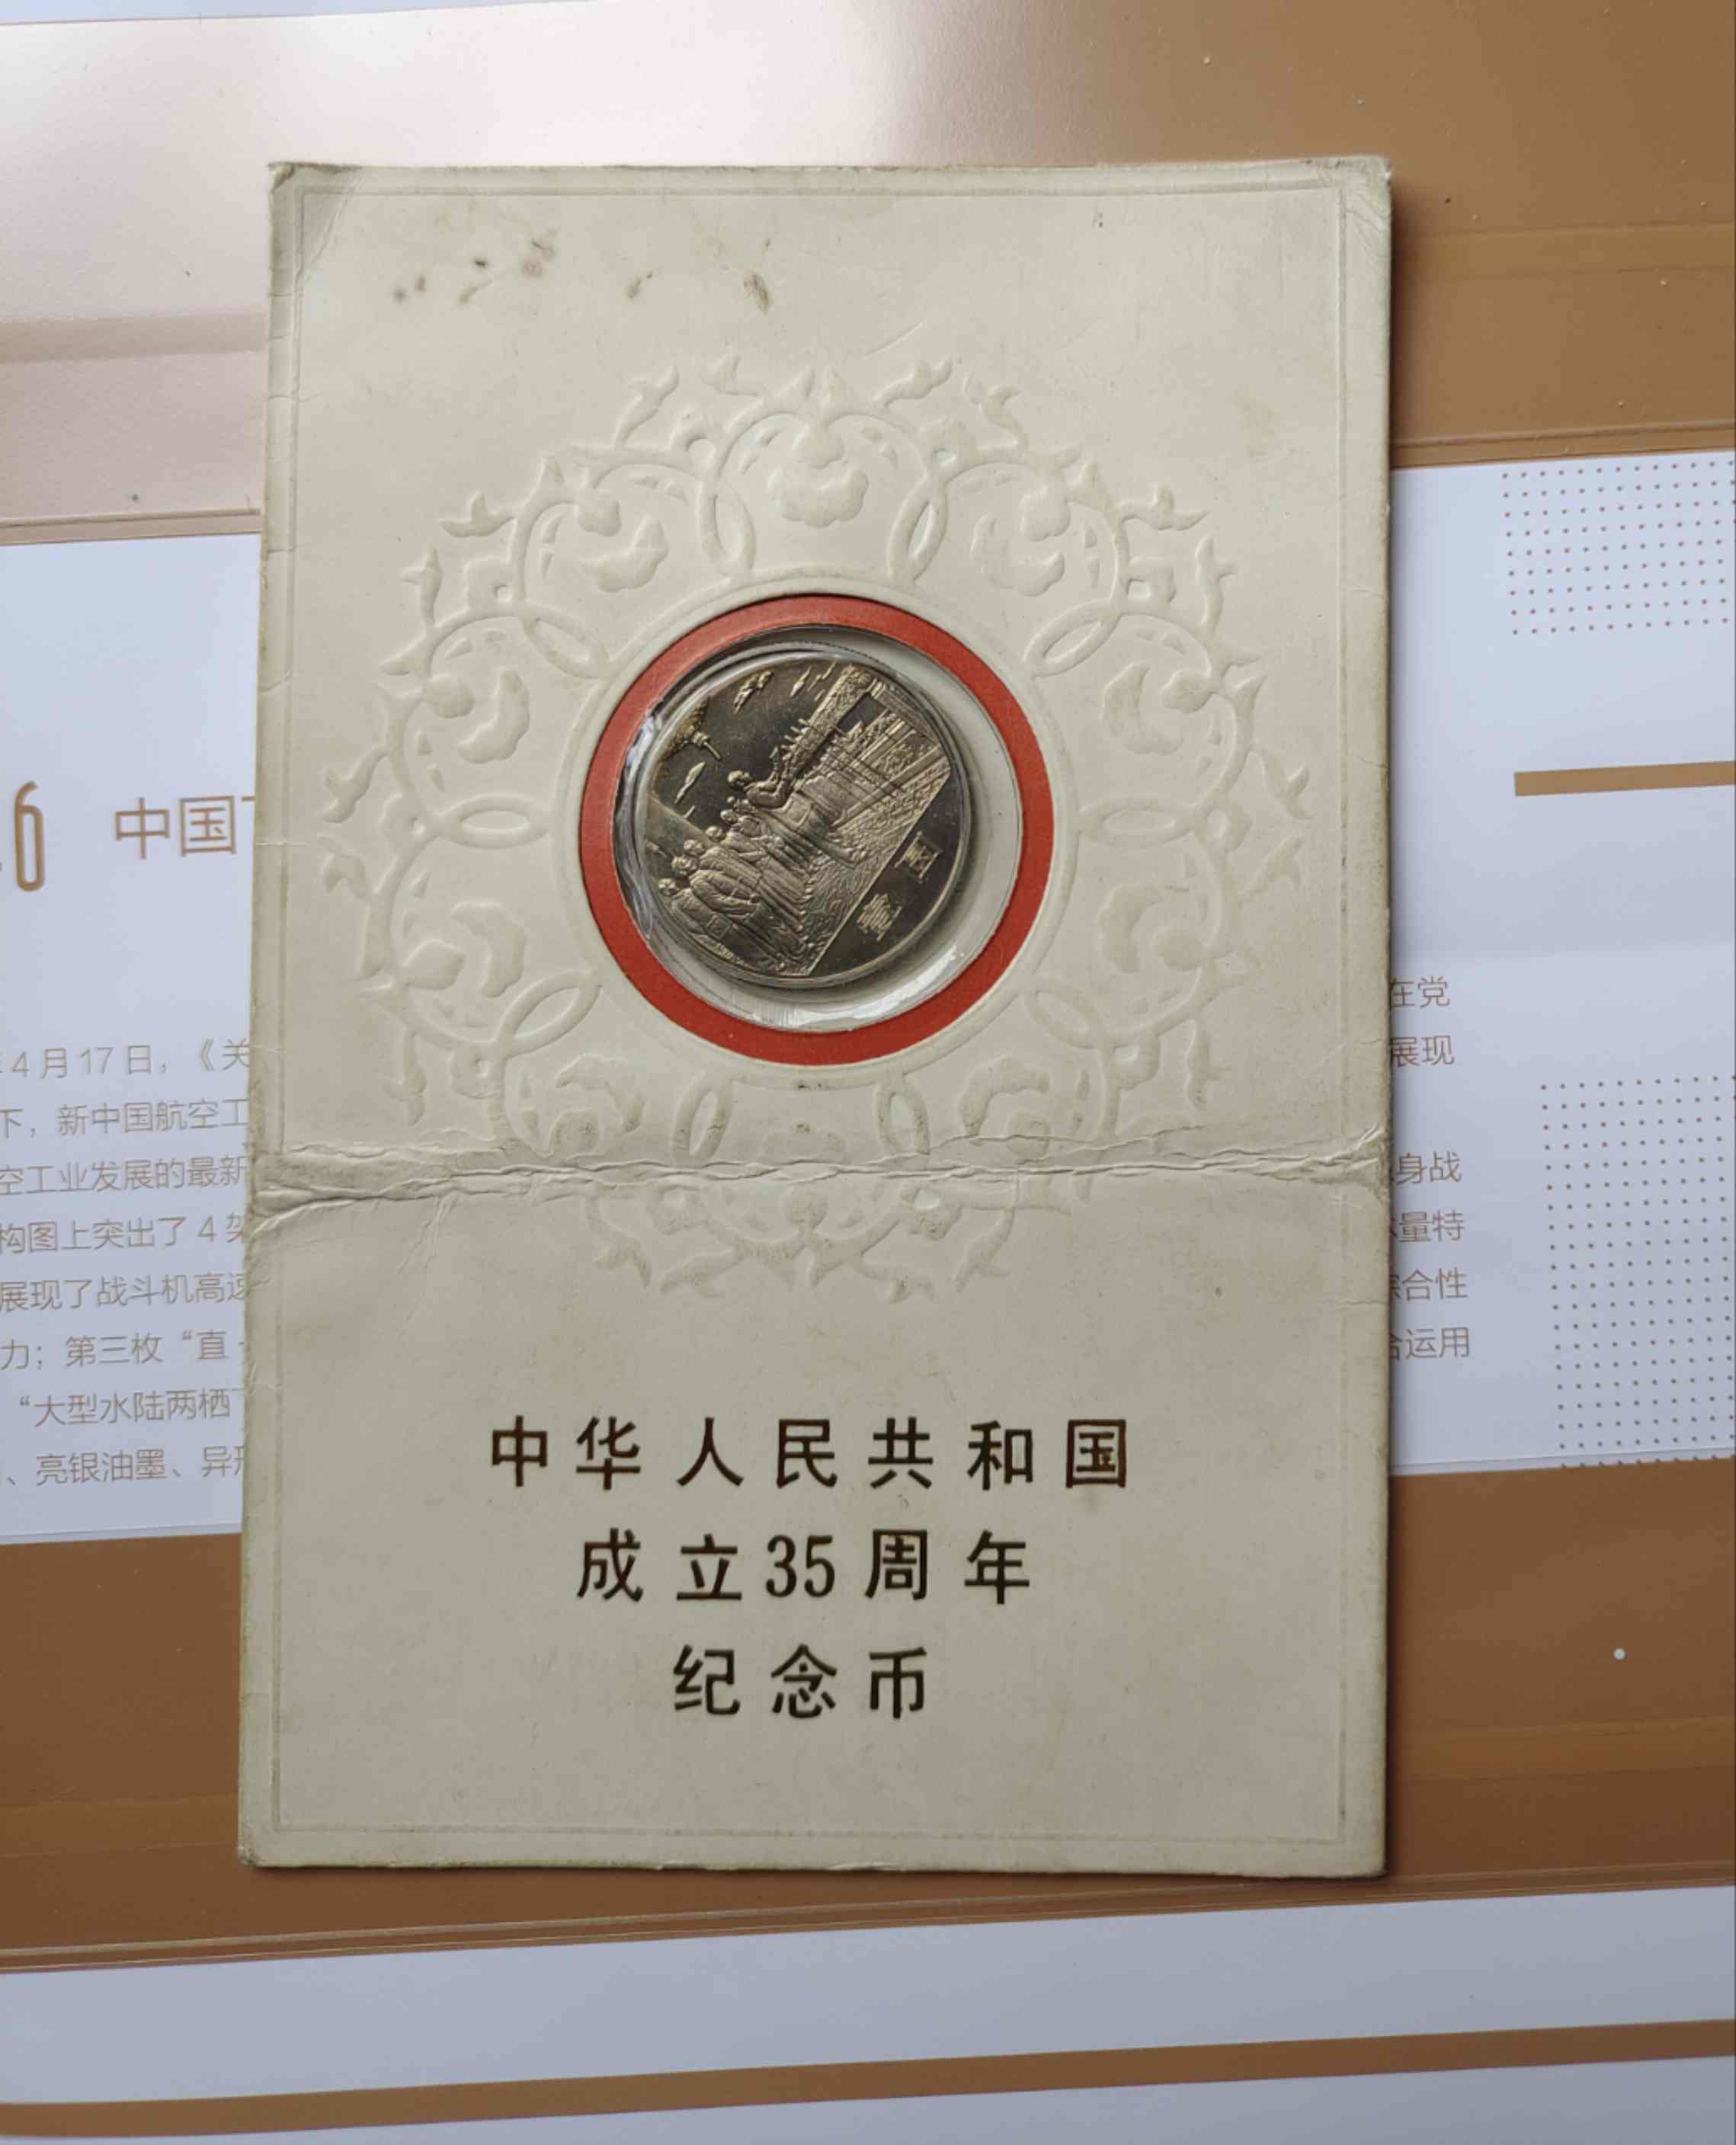 6 中国
年4月17日，《关
下，新中国航空工
空工业发展的最新
构图上突出了4架
展现了战斗机高速
力；第三枚“直
“大型水陆两栖
、亮银油墨、异形
壹 圆
中华人民共和国
成立35周年
纪念币
在党
展现
身战
量特
综合性
合运用